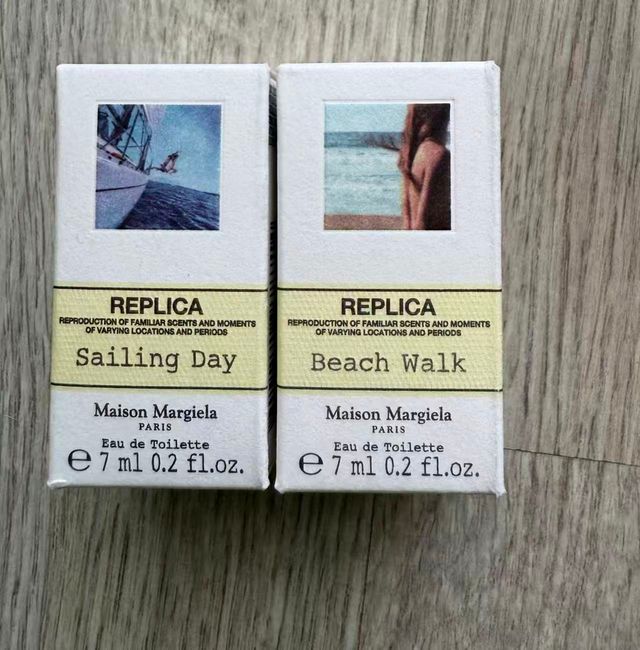 REPLICA
REPRODUCTION OF FAMILIAR SCENTS AND MOMENTS
OF VARYING LOCATIONS AND PERIODS
Sailing Day
Maison Margiela
PARIS
Eau de Toilette
℮ 7 ml 0.2 fl.oz.
REPLICA
REPRODUCTION OF FAMILIAR SCENTS AND MOMENTS
OF VARYING LOCATIONS AND PERIODS
Beach Walk
Maison Margiela
PARIS
Eau de Toilette
℮ 7 ml 0.2 fl.oz.